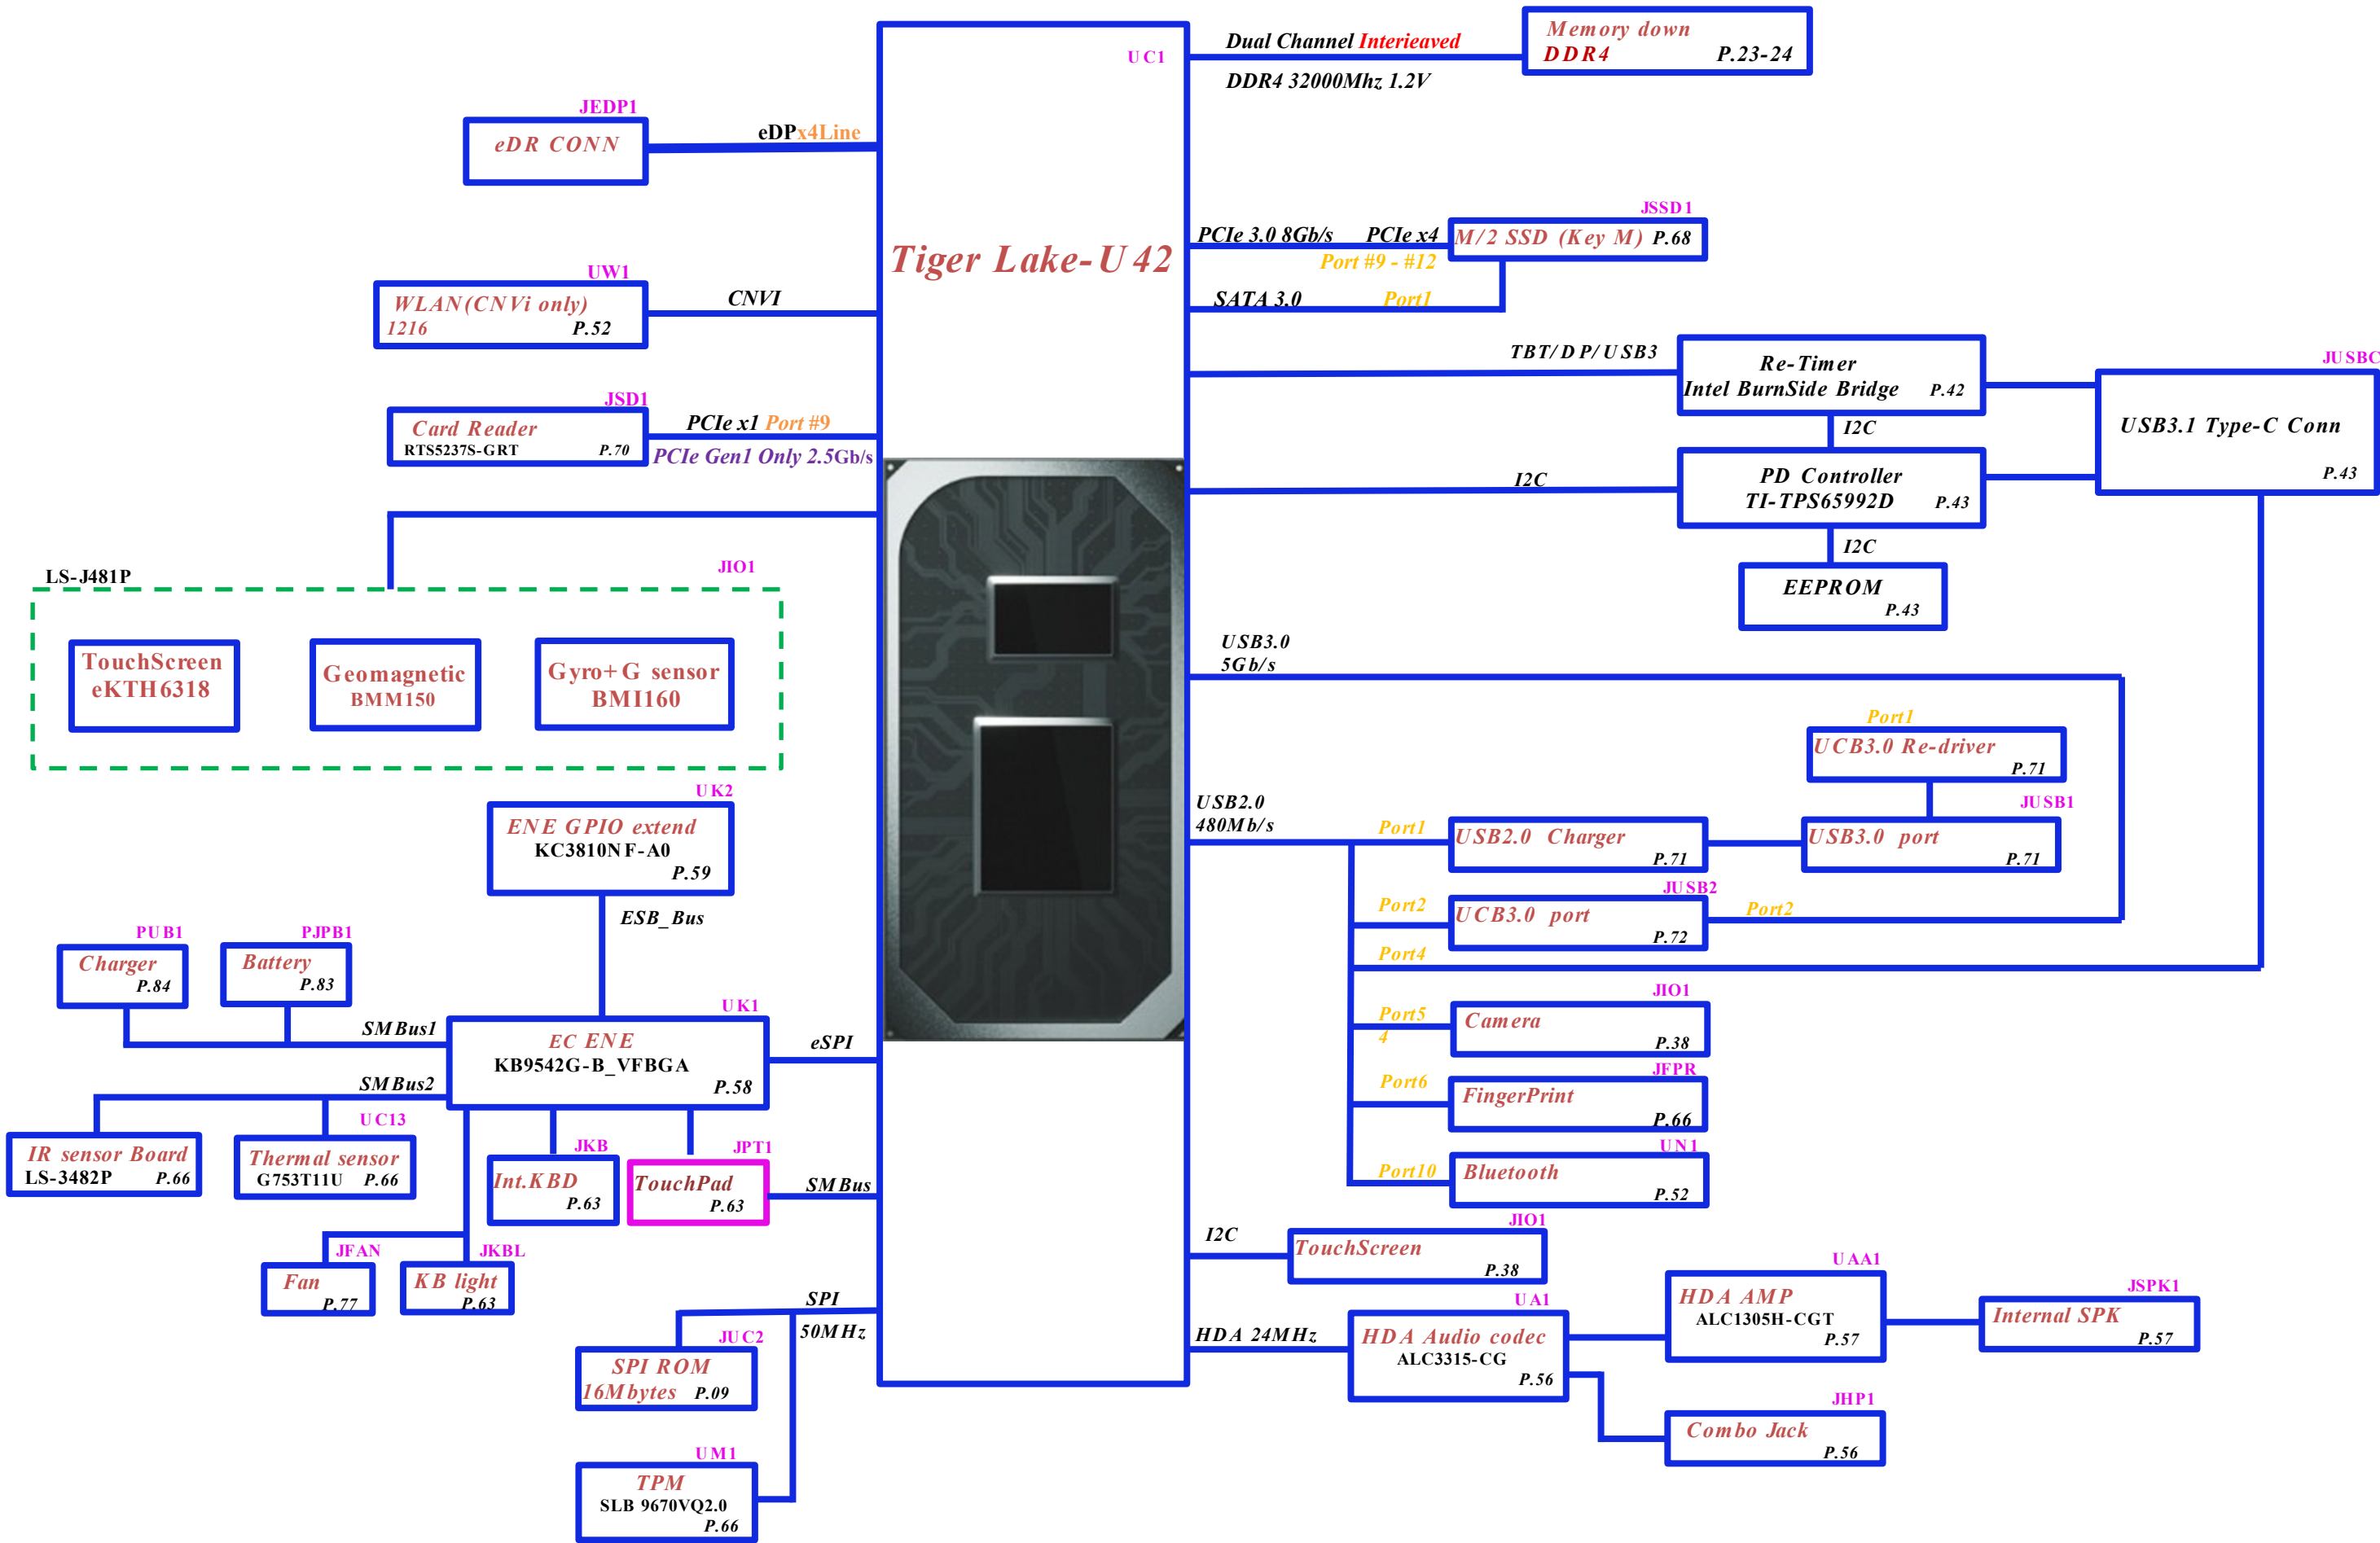 UC1
Tiger Lake-U 42
Dual Channel Interieaved
DDR4 32000Mhz 1.2V
Memory down
DDR4 P.23-24
JEDP1
eDR CONN
eDPx4Line
UW1
WLAN(CNVi only)
1216 P.52
CNVI
JSD1
Card Reader
RTS5237S-GRT P.70
PCIe x1 Port #9
PCIe Gen1 Only 2.5Gb/s
LS-J481P
JIO1
TouchScreen
eKTH6318
Geomagnetic
BMM150
Gyro+G sensor
BMI160
UK2
ENE GPIO extend
KC3810NF-A0
P.59
ESB_Bus
PUB1
Charger
P.84
PJPB1
Battery
P.83
SMBus1
SMBus2
UK1
EC ENE
KB9542G-B_VFBGA
P.58
eSPI
IR sensor Board
LS-3482P P.66
UC13
Thermal sensor
G753T11U P.66
JKB
Int.KBD
P.63
JPT1
TouchPad
P.63
SMBus
JFAN
Fan
P.77
JKBL
KB light
P.63
SPI
50MHz
JUC2
SPI ROM
16Mbytes P.09
UM1
TPM
SLB 9670VQ2.0
P.66
JSSD1
PCIe 3.0 8Gb/s PCIe x4
Port #9 - #12
M/2 SSD (Key M) P.68
SATA 3.0 Port1
TBT/DP/USB3
Re-Timer
Intel BurnSide Bridge P.42
I2C
I2C
PD Controller
TI-TPS65992D P.43
I2C
EEPROM
P.43
JUSBC
USB3.1 Type-C Conn
P.43
USB3.0
5Gb/s
Port1
UCB3.0 Re-driver
P.71
USB2.0
480Mb/s
Port1
USB2.0 Charger
P.71
JUSB1
USB3.0 port
P.71
Port2
JUSB2
UCB3.0 port
P.72
Port2
Port4
Port5
4
JIO1
Camera
P.38
Port6
JFPR
FingerPrint
P.66
Port10
UN1
Bluetooth
P.52
I2C
JIO1
TouchScreen
P.38
HDA 24MHz
UA1
HDA Audio codec
ALC3315-CG
P.56
UAA1
HDA AMP
ALC1305H-CGT
P.57
JSPK1
Internal SPK
P.57
JHP1
Combo Jack
P.56